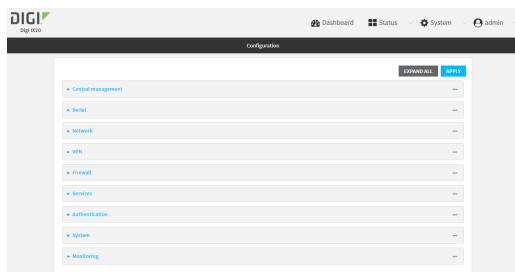 DIGI
Digi IX20
Dashboard
Status
System
admin
Configuration
EXPAND ALL
APPLY
Central management
Serial
Network
VPN
Firewall
Services
Authentication
System
Monitoring